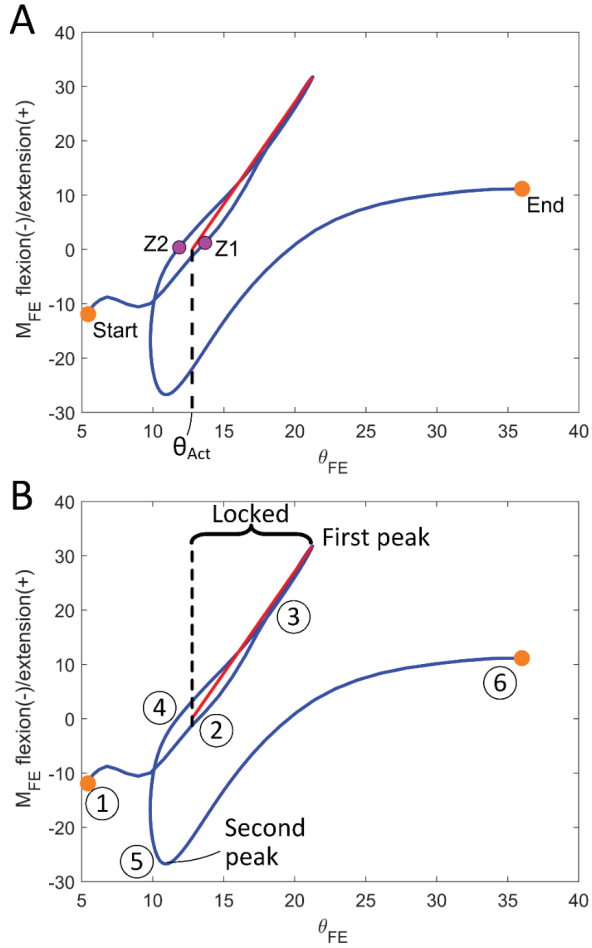 A
M_FE flexion(-)/extension(+)
40
30
20
10
0
-10
-20
-30
Z2
Z1
Start
End
5
10
15
20
25
30
35
40
θ_Act
θ_FE
B
M_FE flexion(-)/extension(+)
40
30
20
10
0
-10
-20
-30
Locked
First peak
3
4
2
6
1
5
Second
peak
5
10
15
20
25
30
35
40
θ_FE